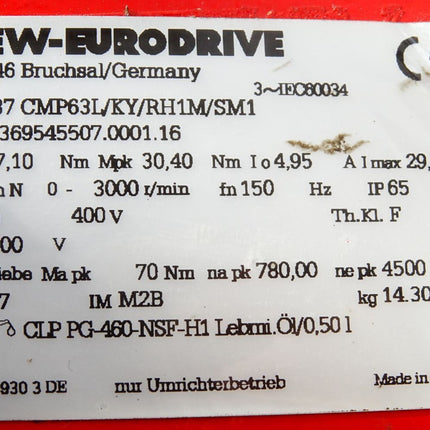 EW-EURODRIVE
46 Bruchsal/Germany
3~IEC60034
37 CMP63L/KY/RH1M/SM1
369545507.0001.16
7,10 Nm Mpk 30,40 Nm Io 4,95 A Imax 29,
n N 0 - 3000 r/min fn 150 Hz IP 65
400 V Th.Kl. F
00 V
iebe Ma pk 70 Nm na pk 780,00 ne pk 4500
7 IM M2B kg 14.30
CLP PG-460-NSF-H1 Lebmi.Öl/0,50 l
930 3 DE nur Umrichterbetrieb Made in